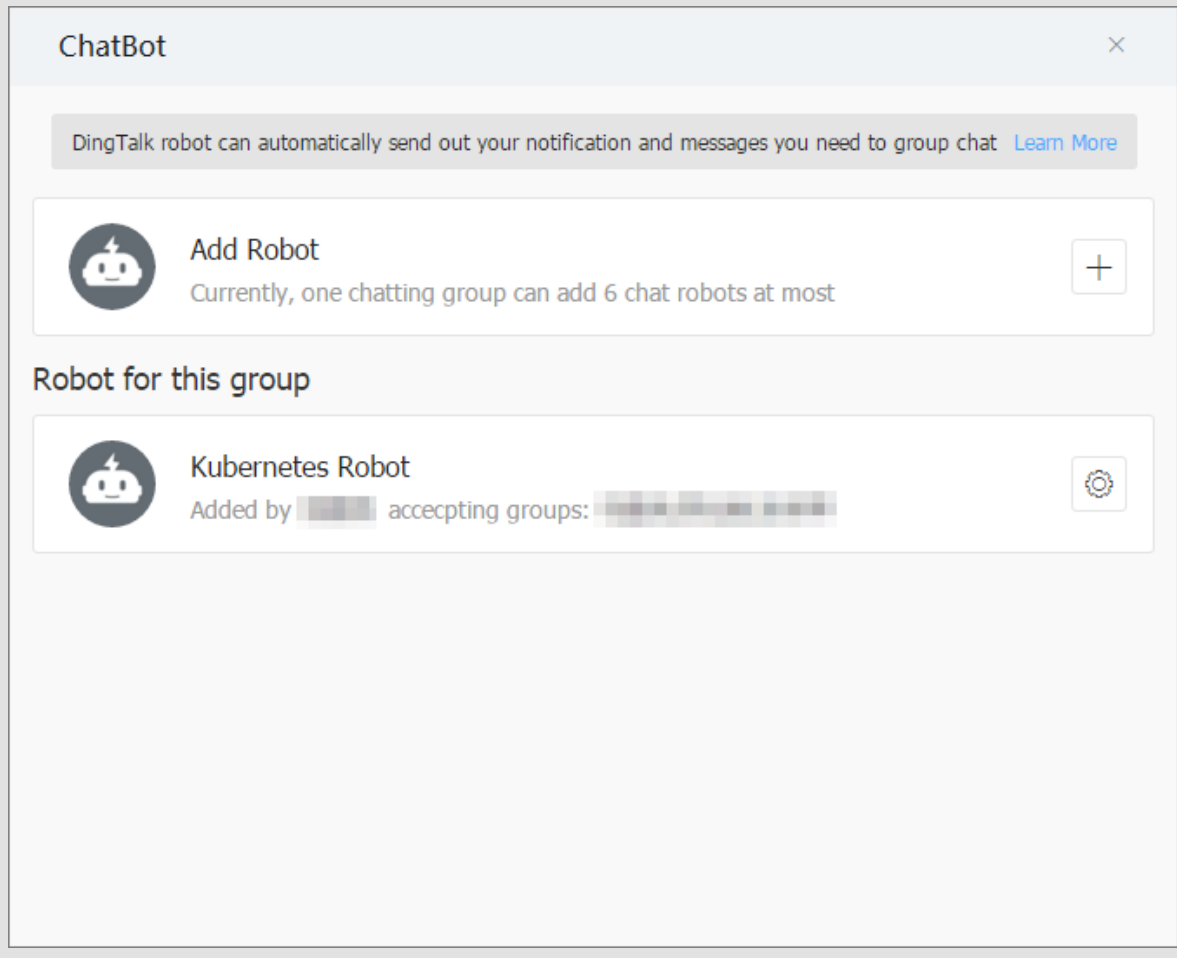 ChatBot
DingTalk robot can automatically send out your notification and messages you need to group chat Learn More
Add Robot
Currently, one chatting group can add 6 chat robots at most
Robot for this group
Kubernetes Robot
Added by accecpting groups: